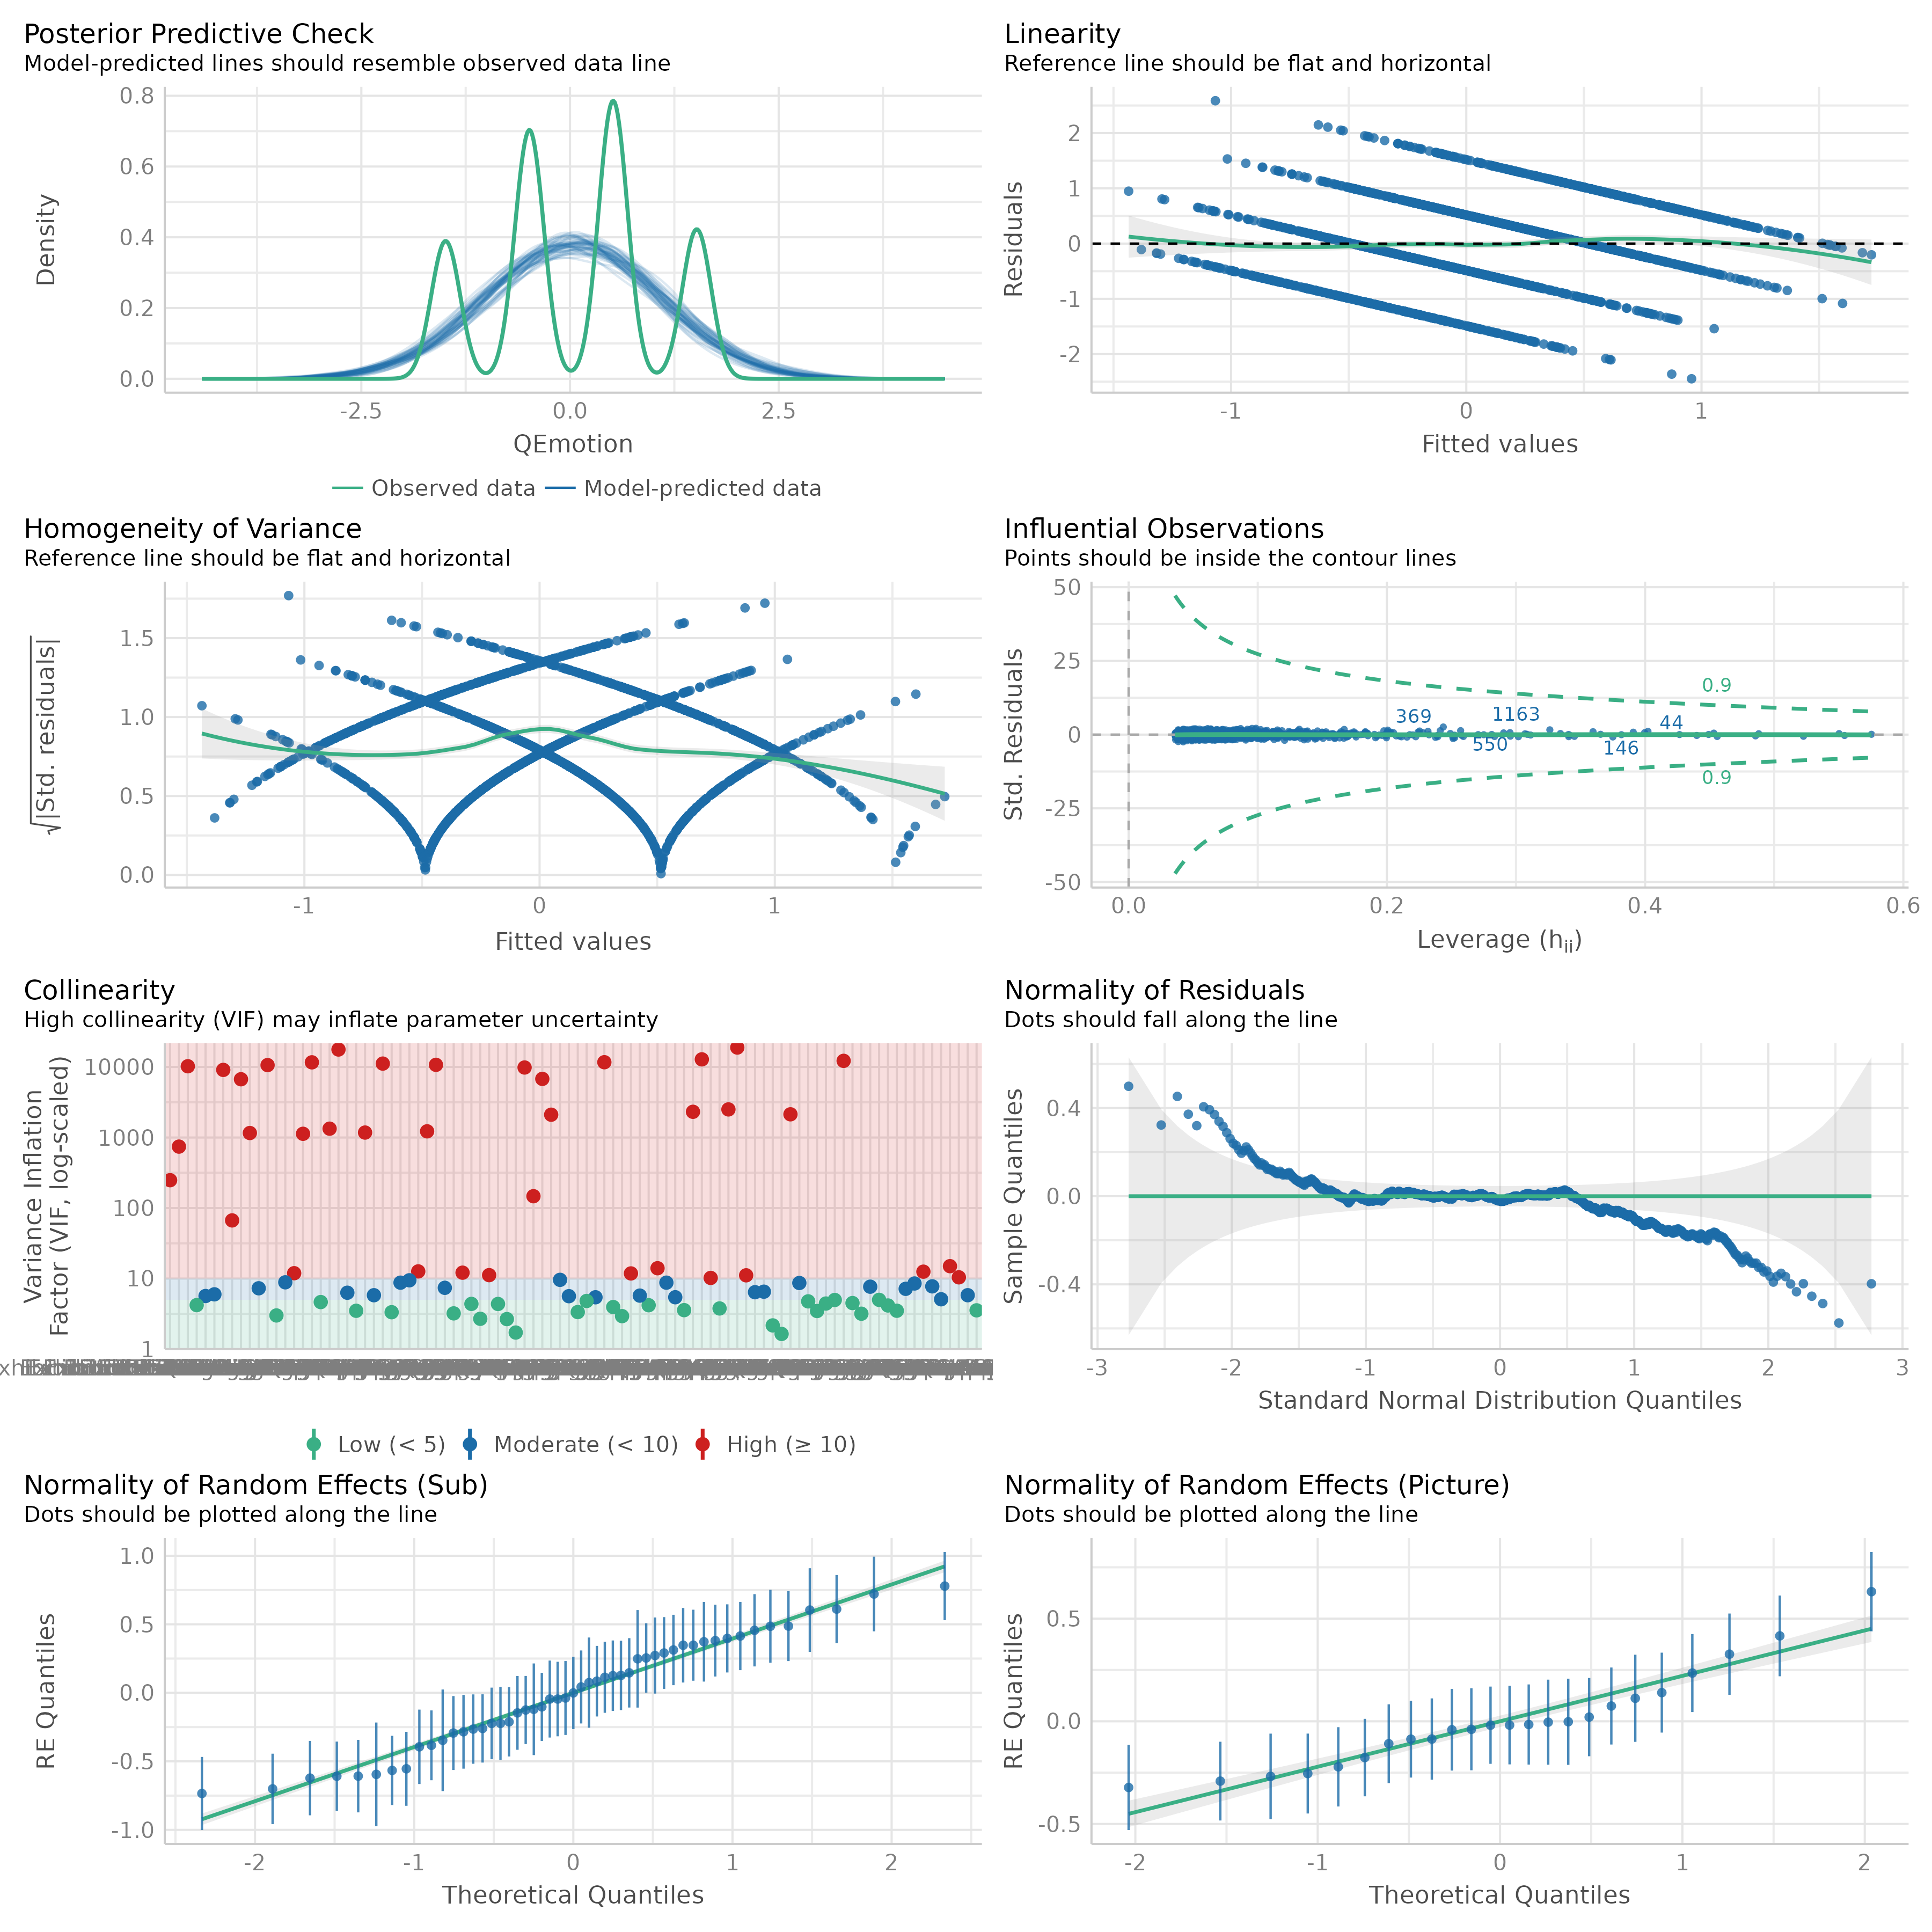 Posterior Predictive Check
Model-predicted lines should resemble observed data line
0.8
0.6
0.4
0.2
0.0
Density
-2.5
0.0
2.5
QEmotion
Observed data
Model-predicted data
Linearity
Reference line should be flat and horizontal
2
1
0
-1
-2
Residuals
-1
0
1
Fitted values
Homogeneity of Variance
Reference line should be flat and horizontal
1.5
1.0
0.5
0.0
√|Std. residuals|
-1
0
1
Fitted values
Influential Observations
Points should be inside the contour lines
50
25
0
-25
-50
Std. Residuals
0.9
369
1163
44
550
146
0.9
0.0
0.2
0.4
0.6
Leverage (hii)
Collinearity
High collinearity (VIF) may inflate parameter uncertainty
10000
1000
100
10
1
Variance Inflation
Factor (VIF, log-scaled)
Low (< 5)
Moderate (< 10)
High (≥ 10)
Normality of Residuals
Dots should fall along the line
0.4
0.0
-0.4
Sample Quantiles
-3
-2
-1
0
1
2
3
Standard Normal Distribution Quantiles
Normality of Random Effects (Sub)
Dots should be plotted along the line
1.0
0.5
0.0
-0.5
-1.0
RE Quantiles
-2
-1
0
1
2
Theoretical Quantiles
Normality of Random Effects (Picture)
Dots should be plotted along the line
0.5
0.0
-0.5
RE Quantiles
-2
-1
0
1
2
Theoretical Quantiles